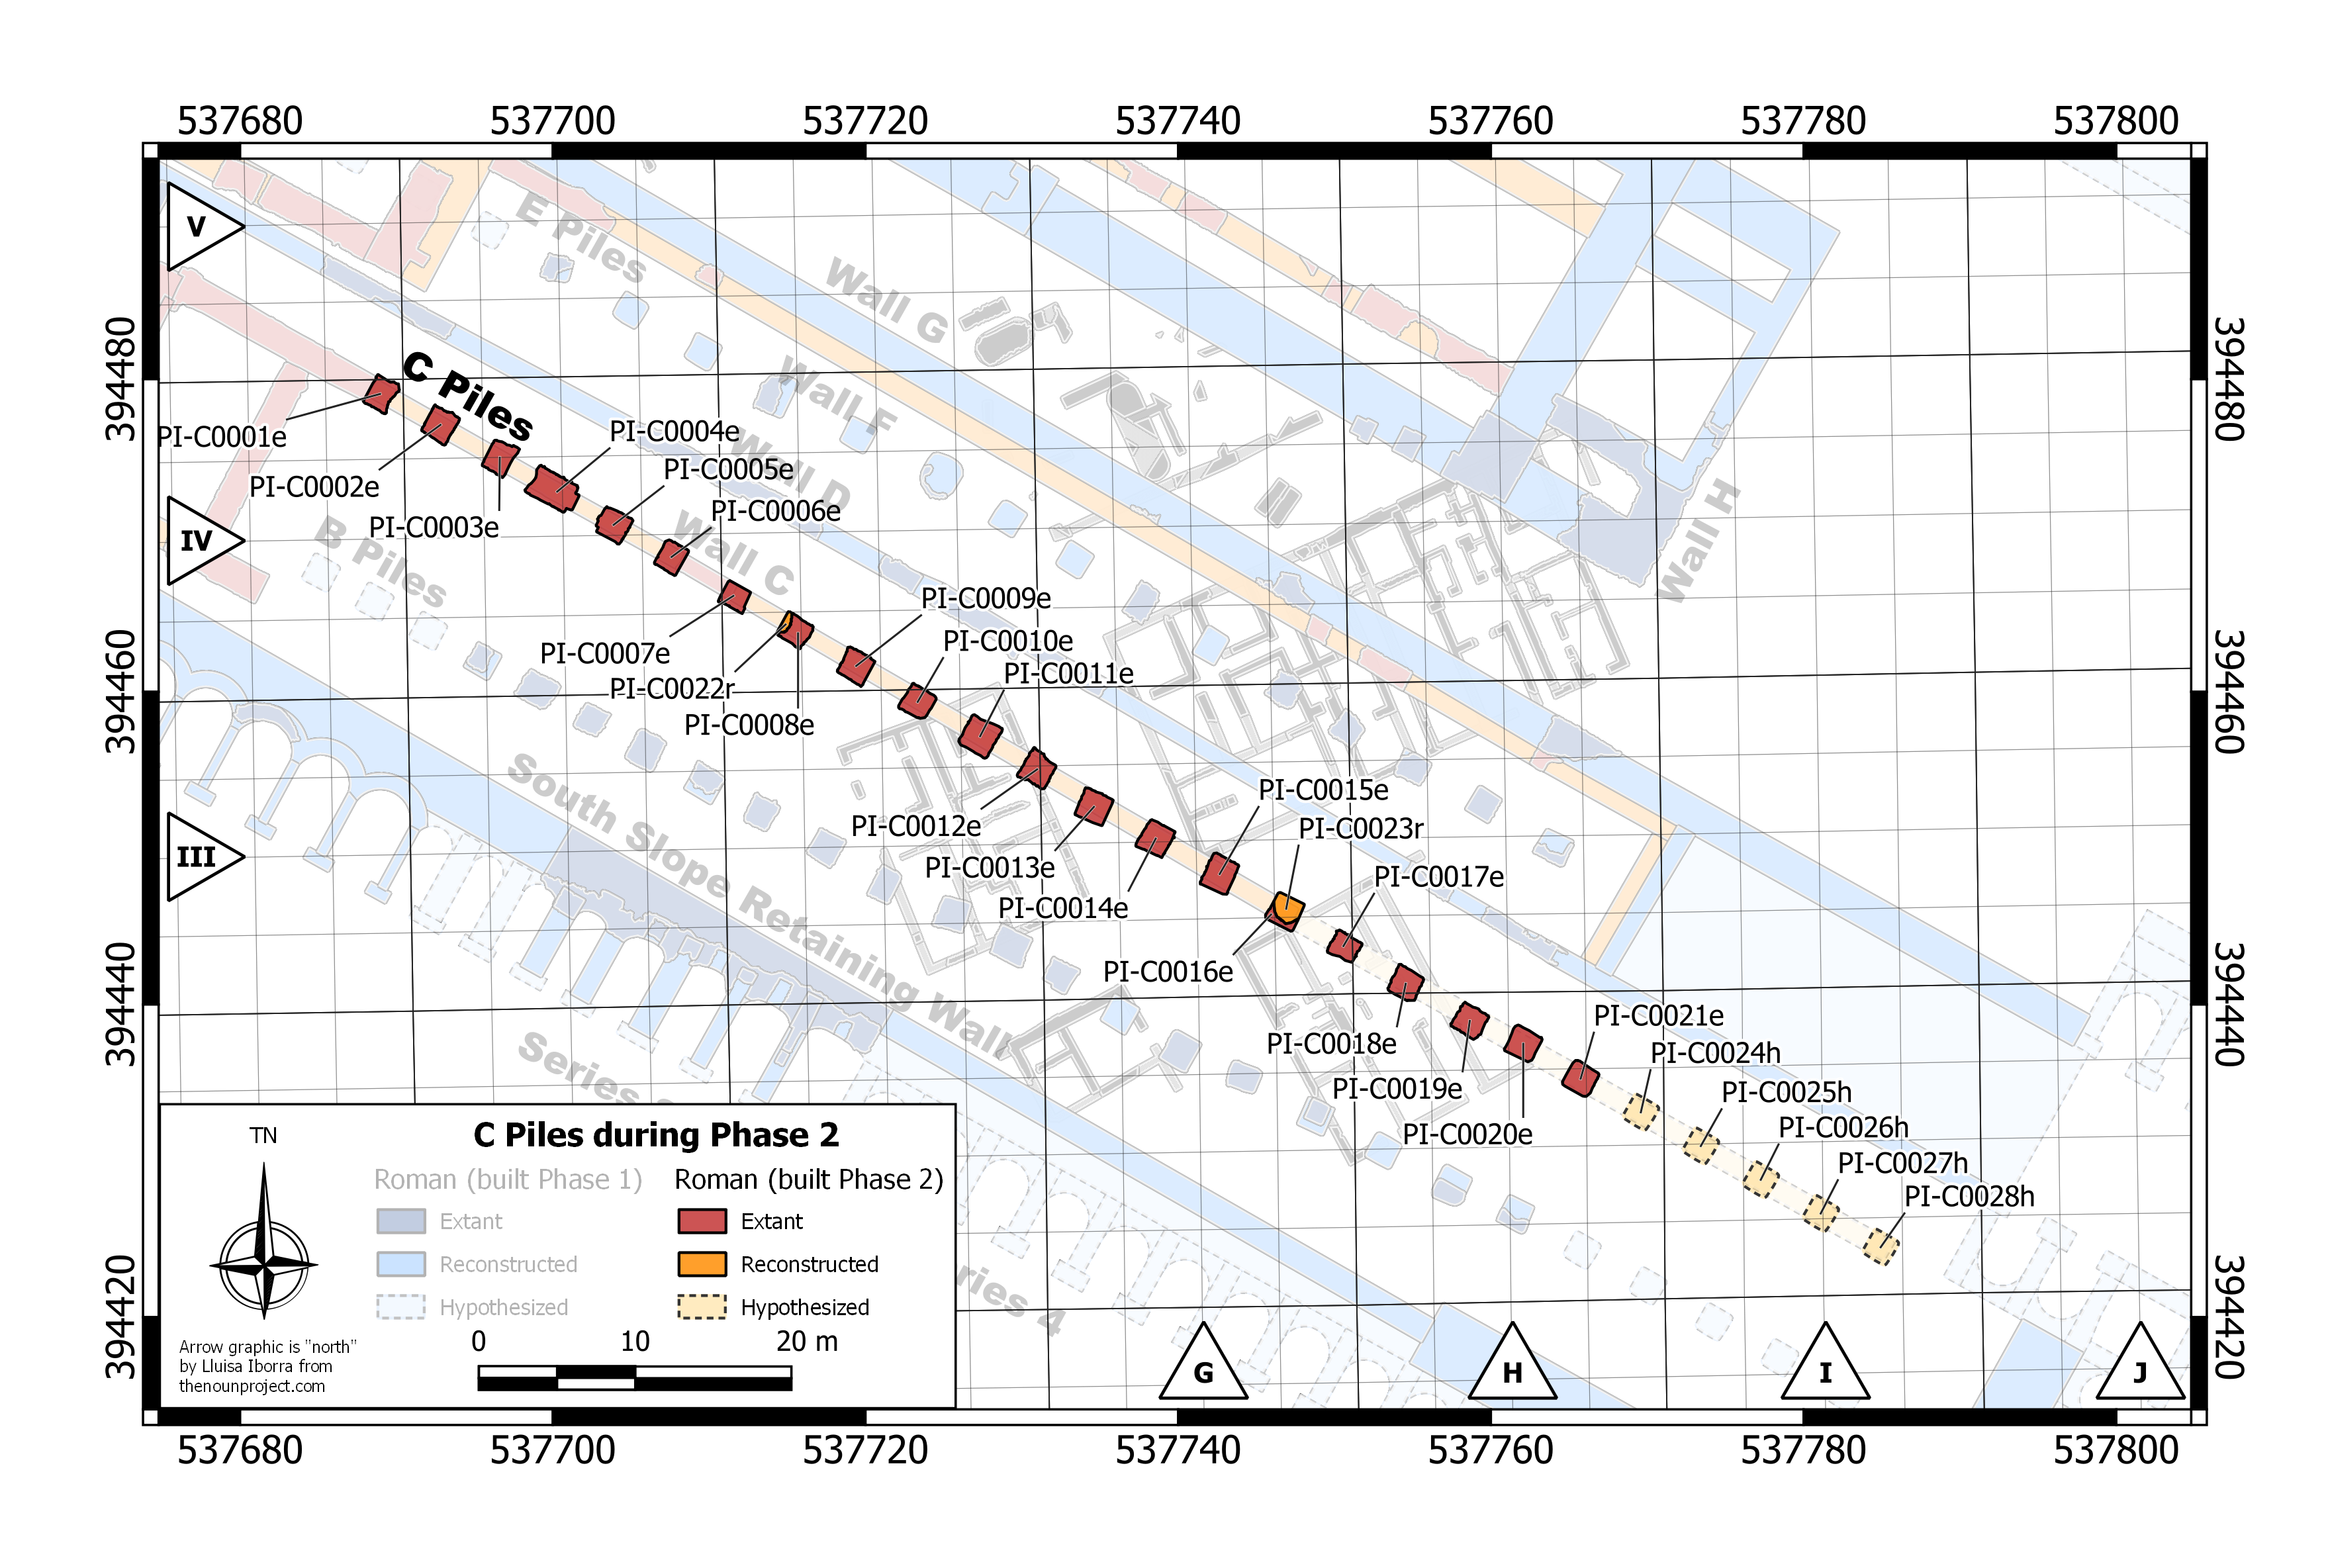 537680 537700 537720 537740 537760 537780 537800
V
E Piles
Wall G
394480
394480
C Piles
Wall F
PI-C0001e
PI-C0004e
Wall D
PI-C0005e
PI-C0002e
PI-C0006e
PI-C0003e
Wall H
IV
B Piles
Wall C
PI-C0009e
PI-C0010e
PI-C0007e
PI-C0011e
394460
394460
PI-C0022r
PI-C0008e
South Slope Retaining Wall
PI-C0015e
PI-C0012e
PI-C0023r
III
PI-C0013e
PI-C0017e
PI-C0014e
PI-C0016e
394440
394440
PI-C0021e
PI-C0018e
PI-C0024h
Series
PI-C0019e
PI-C0025h
PI-C0020e
PI-C0026h
PI-C0027h
PI-C0028h
ries 4
394420
394420
TN
C Piles during Phase 2
Roman (built Phase 1) Roman (built Phase 2)
Extant Extant
Reconstructed Reconstructed
Hypothesized Hypothesized
0 10 20 m
Arrow graphic is "north"
by Lluisa Iborra from
thenounproject.com
G H I J
537680 537700 537720 537740 537760 537780 537800